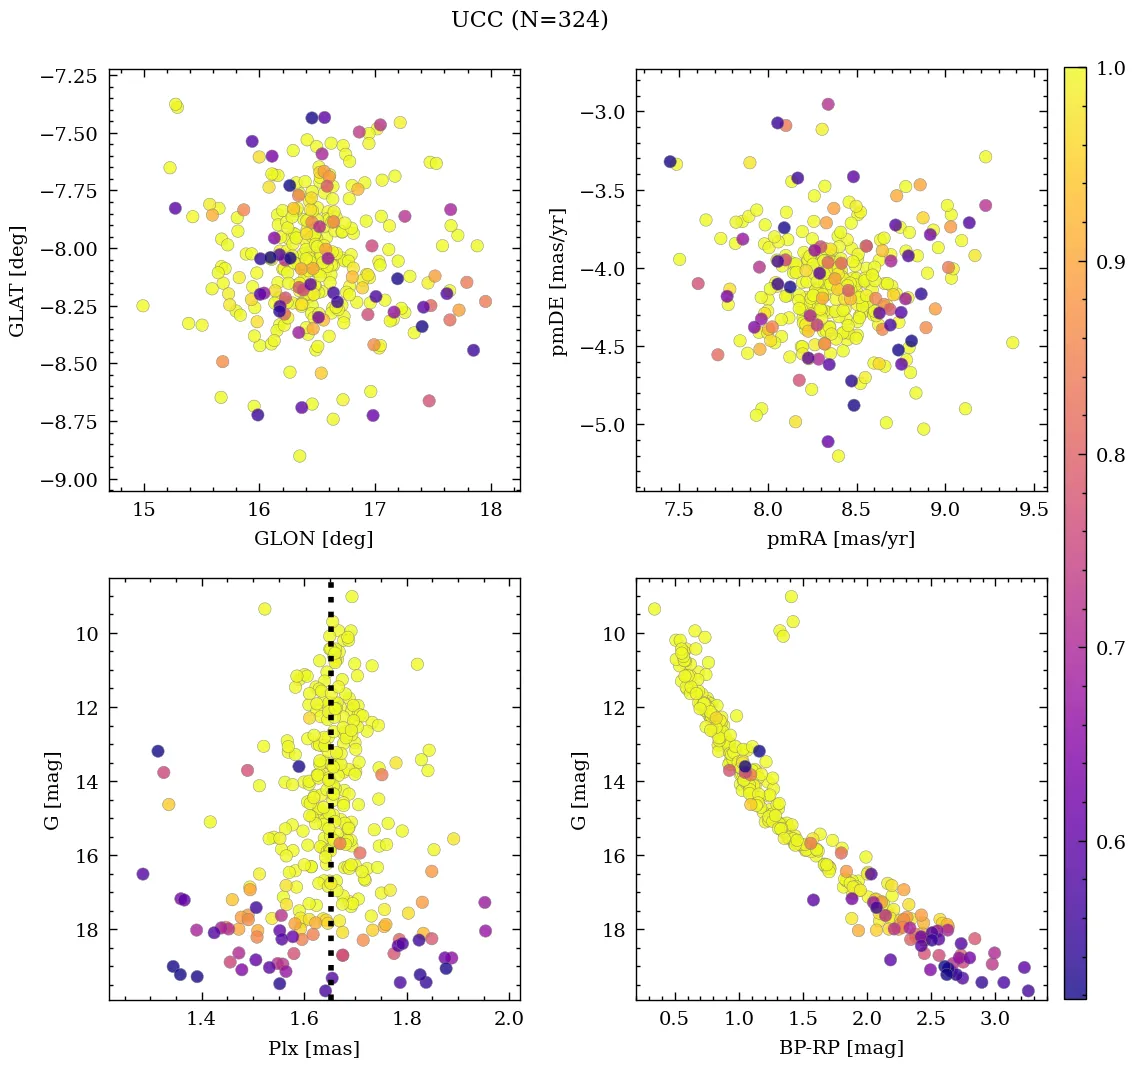 UCC (N=324)
−7.25
−7.50
−7.75
−8.00
−8.25
−8.50
−8.75
−9.00
GLAT [deg]
15 16 17 18
GLON [deg]
−3.0
−3.5
−4.0
−4.5
−5.0
pmDE [mas/yr]
7.5 8.0 8.5 9.0 9.5
pmRA [mas/yr]
10
12
14
16
18
G [mag]
1.4 1.6 1.8 2.0
Plx [mas]
10
12
14
16
18
G [mag]
0.5 1.0 1.5 2.0 2.5 3.0
BP-RP [mag]
1.0
0.9
0.8
0.7
0.6